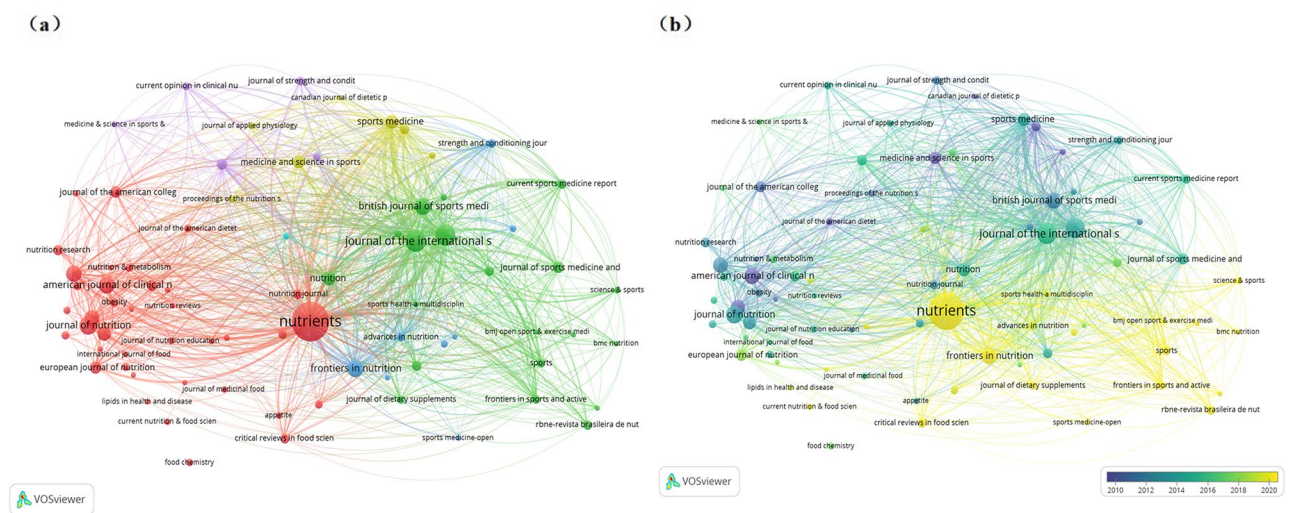 （a）
（b）
current opinion in clinical nu
journal of strength and condit
canadian journal of dietetic p
medicine & science in sports &
journal of applied physiology
sports medicine
strength and conditioning jour
medicine and science in sports
journal of the american colleg
proceedings of the nutrition s
current sports medicine report
british journal of sports medi
journal of the american dietet
journal of the international s
nutrition research
nutrition & metabolism
journal of sports medicine and
american journal of clinical n
nutrition
science & sports
obesity
nutrition reviews
nutrition journal
sports health-a multidisciplin
nutrients
journal of nutrition
bmj open sport & exercise medi
advances in nutrition
journal of nutrition education
bmc nutrition
international journal of food
european journal of nutrition
frontiers in nutrition
sports
journal of medicinal food
lipids in health and disease
journal of dietary supplements
frontiers in sports and active
current nutrition & food scien
appetite
rbne-revista brasileira de nut
critical reviews in food scien
sports medicine-open
food chemistry
VOSviewer
current opinion in clinical nu
journal of strength and condit
canadian journal of dietetic p
medicine & science in sports &
journal of applied physiology
sports medicine
strength and conditioning jour
medicine and science in sports
journal of the american colleg
proceedings of the nutrition s
current sports medicine report
british journal of sports medi
journal of the american dietet
journal of the international s
nutrition research
nutrition & metabolism
journal of sports medicine and
american journal of clinical n
nutrition
science & sports
obesity
nutrition reviews
nutrition journal
sports health-a multidisciplin
nutrients
journal of nutrition
bmj open sport & exercise medi
advances in nutrition
journal of nutrition education
bmc nutrition
international journal of food
european journal of nutrition
frontiers in nutrition
sports
journal of medicinal food
lipids in health and disease
journal of dietary supplements
frontiers in sports and active
current nutrition & food scien
appetite
rbne-revista brasileira de nut
critical reviews in food scien
sports medicine-open
food chemistry
VOSviewer
2010 2012 2014 2016 2018 2020